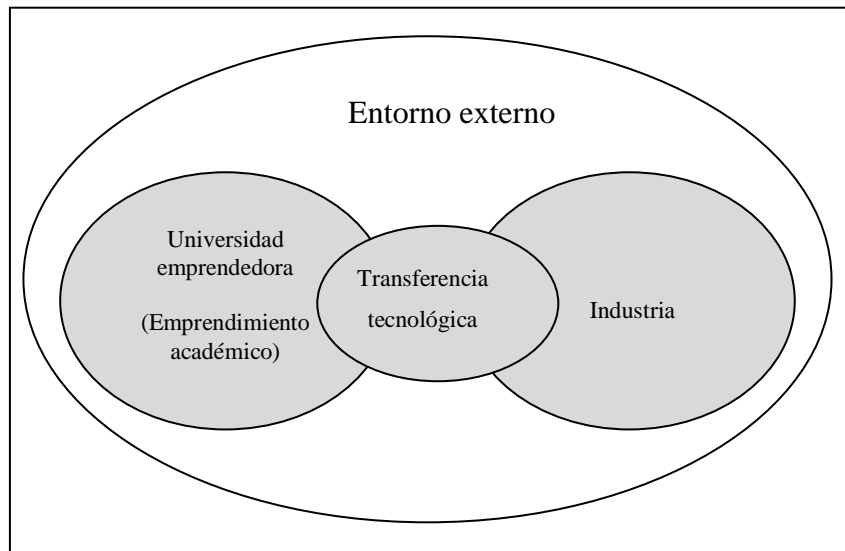 Entorno externo
Universidad
emprendedora
(Emprendimiento
académico)
Transferencia
tecnológica
Industria